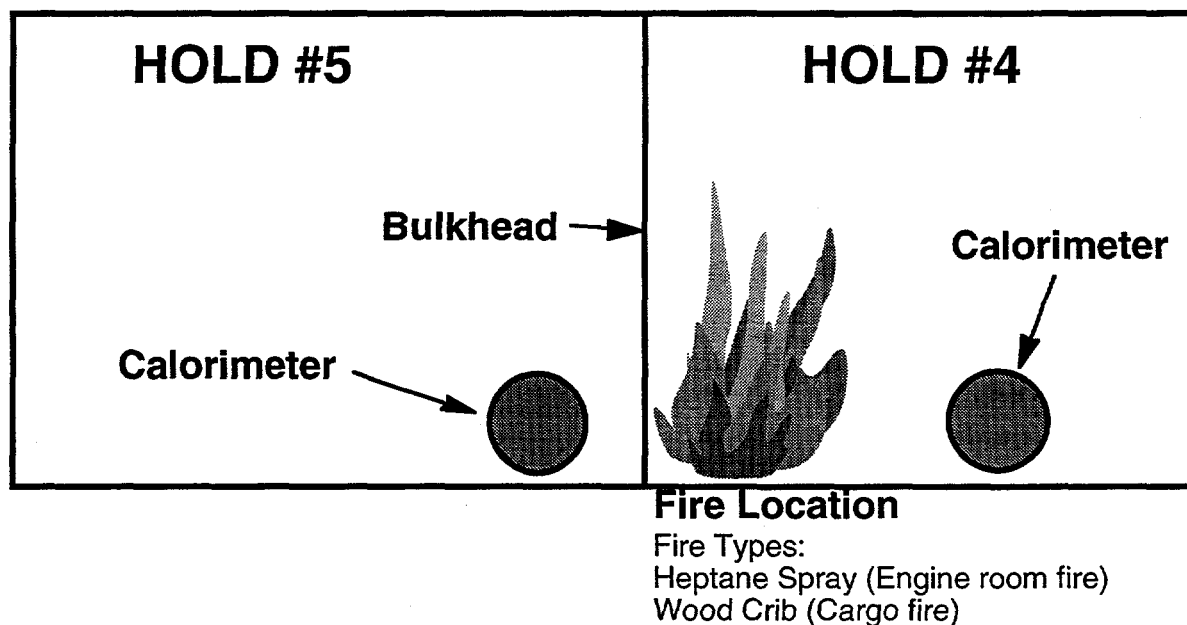 HOLD #5
HOLD #4
Bulkhead
Calorimeter
Calorimeter
Fire Location
Fire Types:
Heptane Spray (Engine room fire)
Wood Crib (Cargo fire)